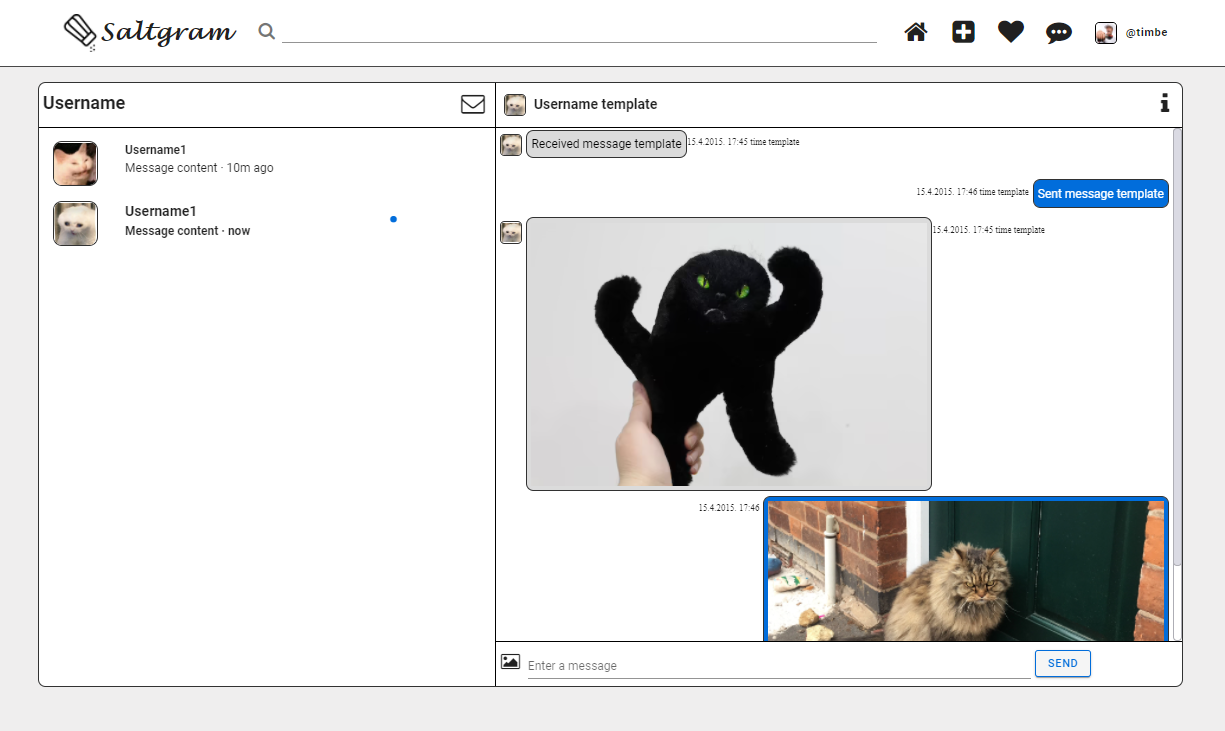 Saltgram
@timbe
Username
Username1
Message content · 10m ago
Username1
Message content · now
Username template
Received message template
15.4.2015. 17:45 time template
15.4.2015. 17:46 time template
Sent message template
15.4.2015. 17:45 time template
15.4.2015. 17:46
Enter a message
SEND